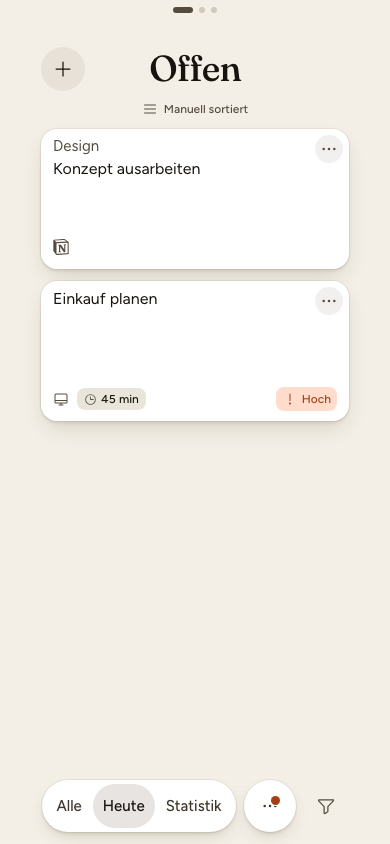 Offen
Manuell sortiert
Design
Konzept ausarbeiten
N
Einkauf planen
45 min
! Hoch
Alle
Heute
Statistik